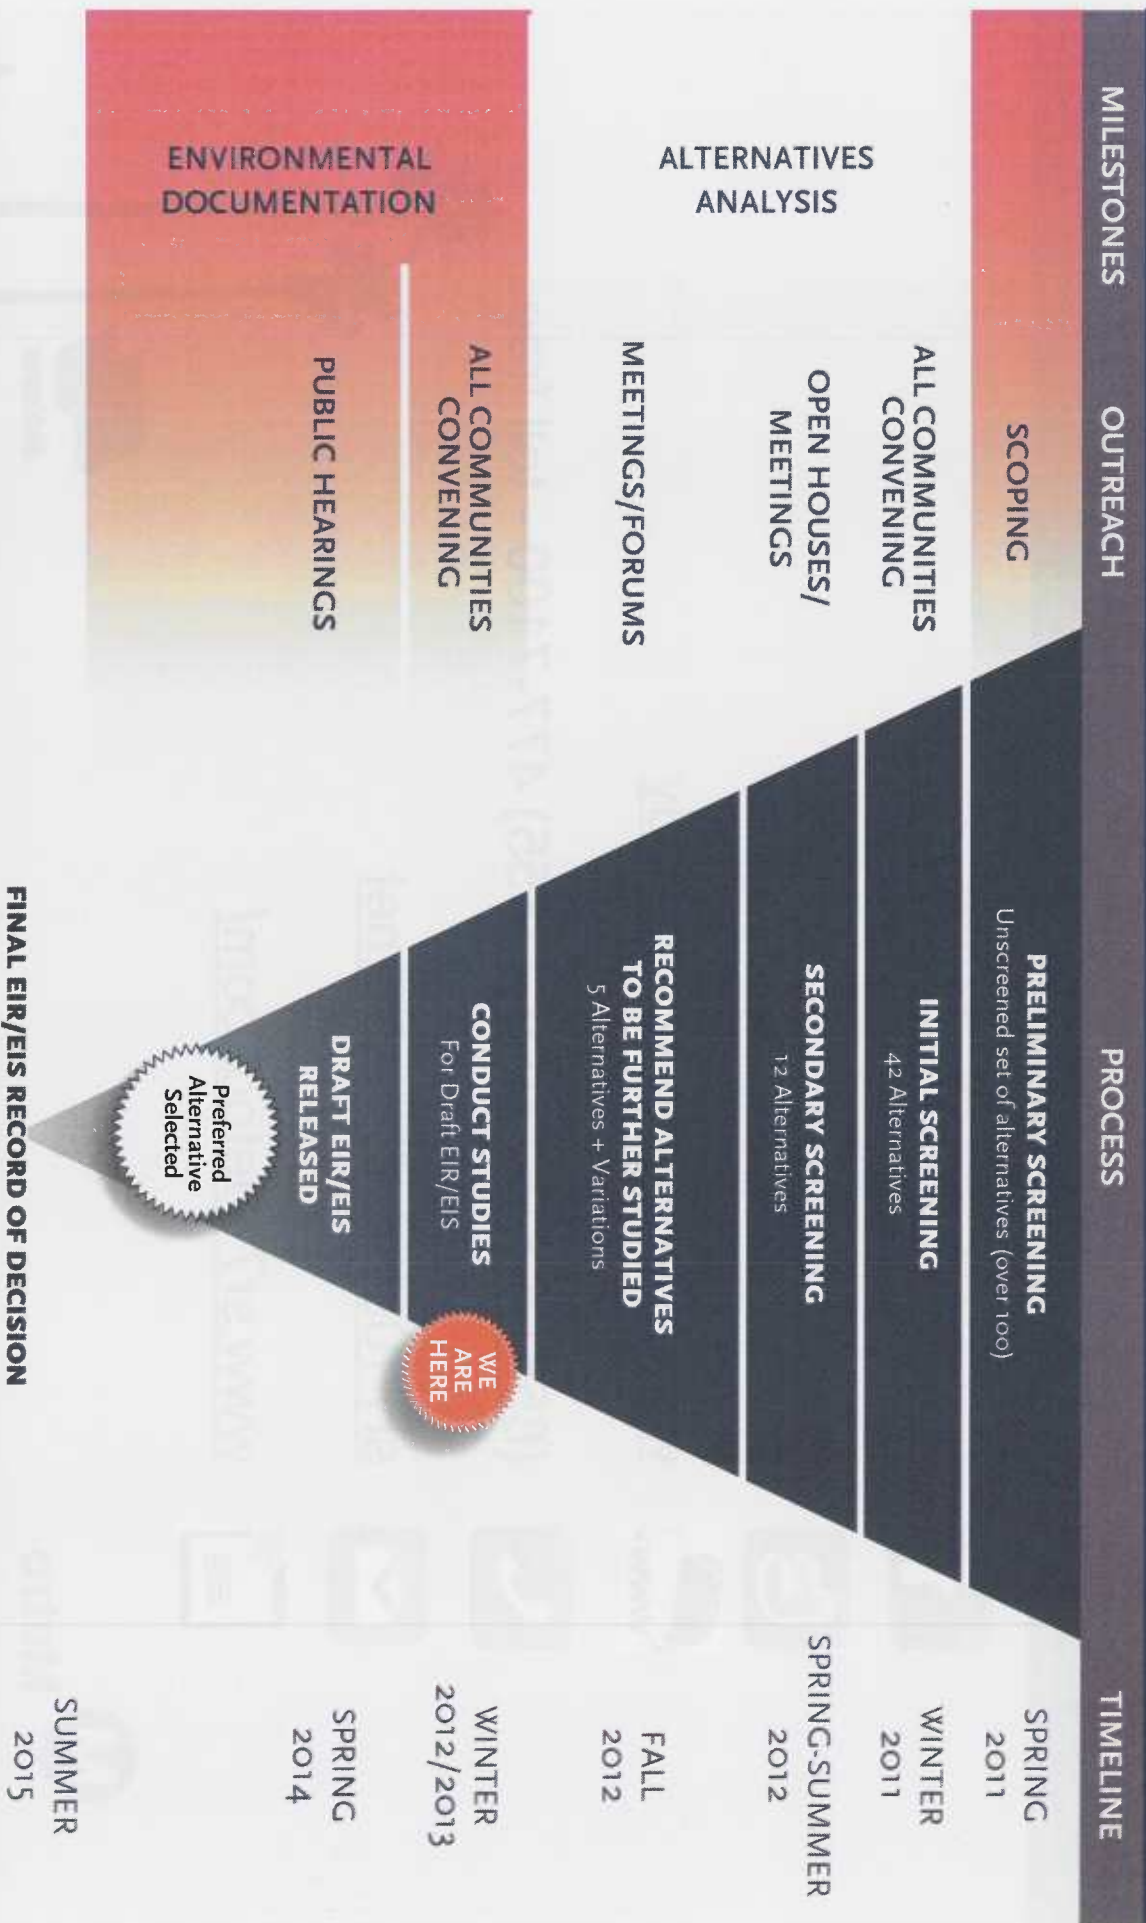 MILESTONES
OUTREACH
PROCESS
TIMELINE
SCOPING
PRELIMINARY SCREENING
Unscreened set of alternatives (over 100)
SPRING
2011
ALTERNATIVES
ANALYSIS
ALL COMMUNITIES
CONVENING
INITIAL SCREENING
42 Alternatives
WINTER
2011
OPEN HOUSES/
MEETINGS
SECONDARY SCREENING
12 Alternatives
SPRING-SUMMER
2012
MEETINGS/FORUMS
RECOMMEND ALTERNATIVES
TO BE FURTHER STUDIED
5 Alternatives + Variations
FALL
2012
ENVIRONMENTAL
DOCUMENTATION
ALL COMMUNITIES
CONVENING
CONDUCT STUDIES
For Draft EIR/EIS
WE
ARE
HERE
WINTER
2012/2013
PUBLIC HEARINGS
DRAFT EIR/EIS
RELEASED
SPRING
2014
Preferred
Alternative
Selected
FINAL EIR/EIS RECORD OF DECISION
SUMMER
2015